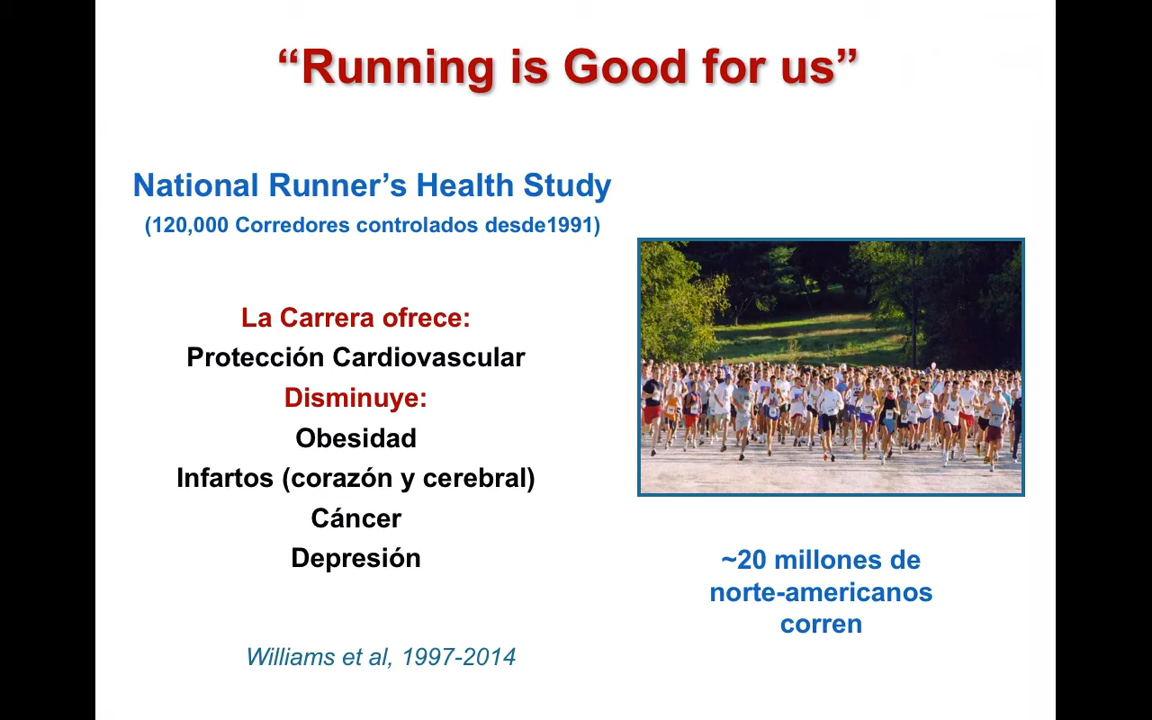 “Running is Good for us”
National Runner’s Health Study
(120,000 Corredores controlados desde1991)
La Carrera ofrece:
Protección Cardiovascular
Disminuye:
Obesidad
Infartos (corazón y cerebral)
Cáncer
Depresión
Williams et al, 1997-2014
~20 millones de
norte-americanos
corren